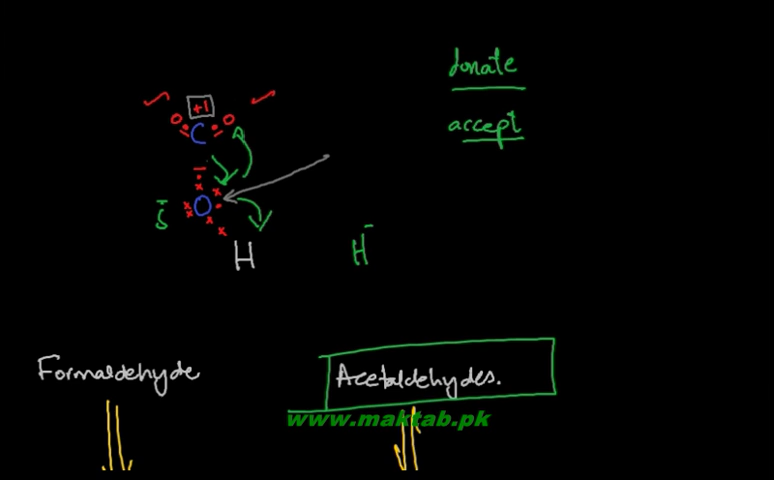 donate
+1
C
accept
O
H
H⁻
Formaldehyde
Acetaldehydes.
www.maktab.pk